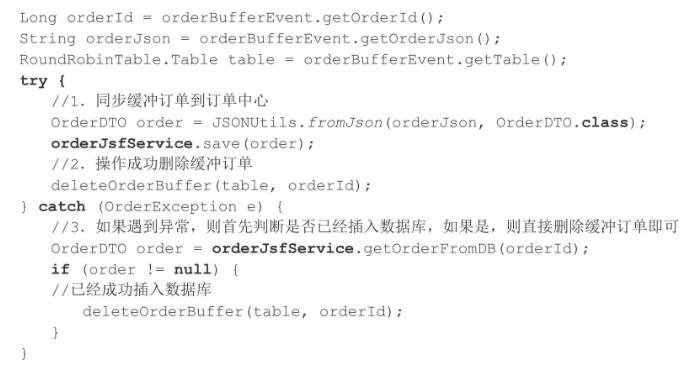 Long orderId = orderBufferEvent.getOrderId();
String orderJson = orderBufferEvent.getOrderJson();
RoundRobinTable.Table table = orderBufferEvent.getTable();
try {
    //1. 同步缓冲订单到订单中心
    OrderDTO order = JSONUtils.fromJson(orderJson, OrderDTO.class);
    orderJsfService.save(order);
    //2. 操作成功删除缓冲订单
    deleteOrderBuffer(table, orderId);
} catch (OrderException e) {
    //3. 如果遇到异常，则首先判断是否已经插入数据库，如果是，则直接删除缓冲订单即可
    OrderDTO order = orderJsfService.getOrderFromDB(orderId);
    if (order != null) {
    //已经成功插入数据库
        deleteOrderBuffer(table, orderId);
    }
}